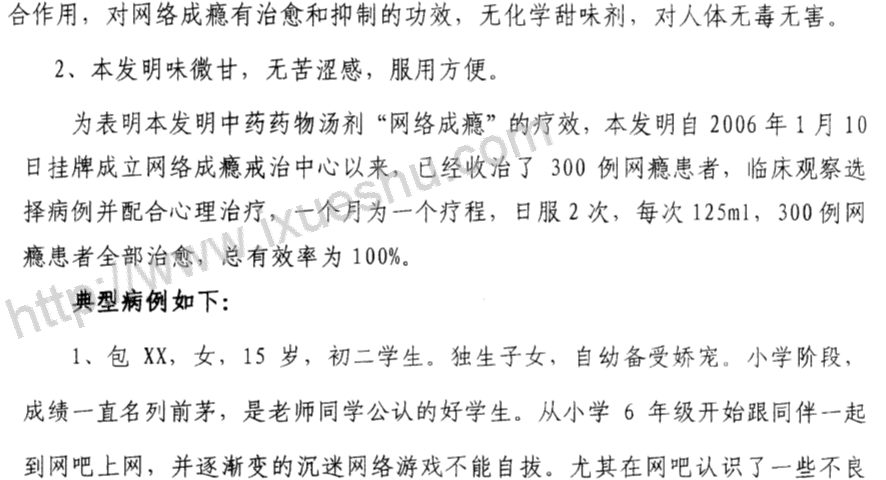 合作用，对网络成瘾有治愈和抑制的功效，无化学甜味剂，对人体无毒无害。
2、本发明味微甘，无苦涩感，服用方便。
为表明本发明中药药物汤剂“网络成瘾”的疗效，本发明自 2006 年 1 月 10
日挂牌成立网络成瘾戒治中心以来，已经收治了 300 例网瘾患者，临床观察选
择病例并配合心理治疗，一个月为一个疗程，日服 2 次，每次 125ml，300 例网
瘾患者全部治愈，总有效率为 100%。
典型病例如下：
1、包 XX，女，15 岁，初二学生。独生子女，自幼备受娇宠。小学阶段，
成绩一直名列前茅，是老师同学公认的好学生。从小学 6 年级开始跟同伴一起
到网吧上网，并逐渐变的沉迷网络游戏不能自拔。尤其在网吧认识了一些不良
http://www.ixueshu.com